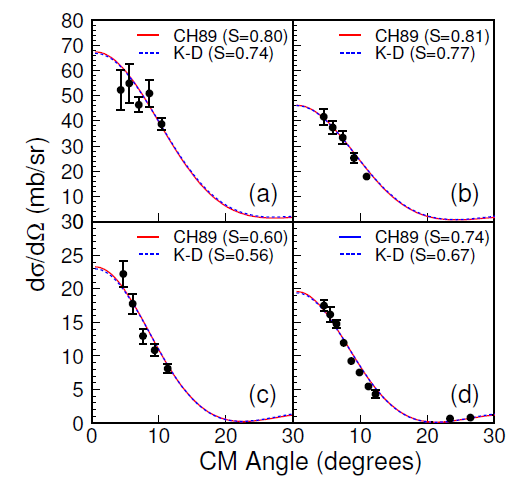 80
CH89 (S=0.80)
CH89 (S=0.81)
70
K-D (S=0.74)
K-D (S=0.77)
60
50
40
30
20
10
(a)
(b)
30
CH89 (S=0.60)
CH89 (S=0.74)
25
K-D (S=0.56)
K-D (S=0.67)
20
15
10
5
(c)
(d)
0
0
10
20
30
10
20
30
dσ/dΩ (mb/sr)
CM Angle (degrees)